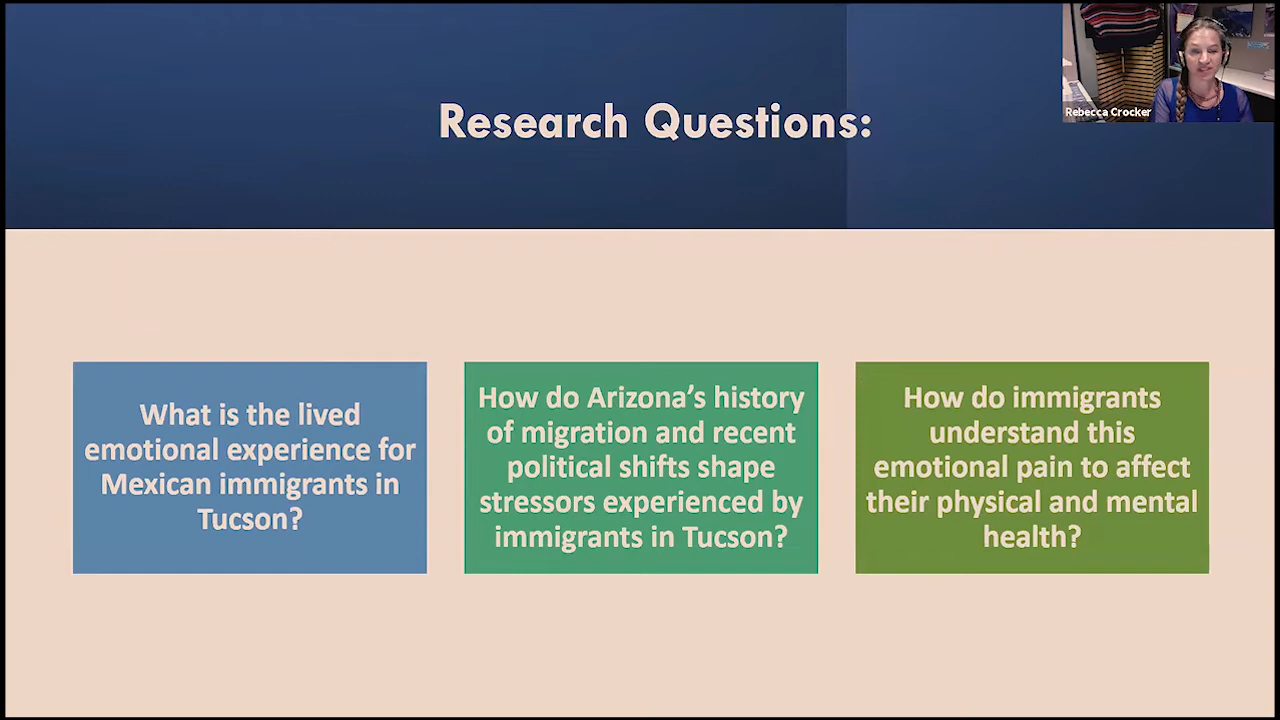 Research Questions:
Rebecca Crocker
What is the lived
emotional experience for
Mexican immigrants in
Tucson?
How do Arizona’s history
of migration and recent
political shifts shape
stressors experienced by
immigrants in Tucson?
How do immigrants
understand this
emotional pain to affect
their physical and mental
health?